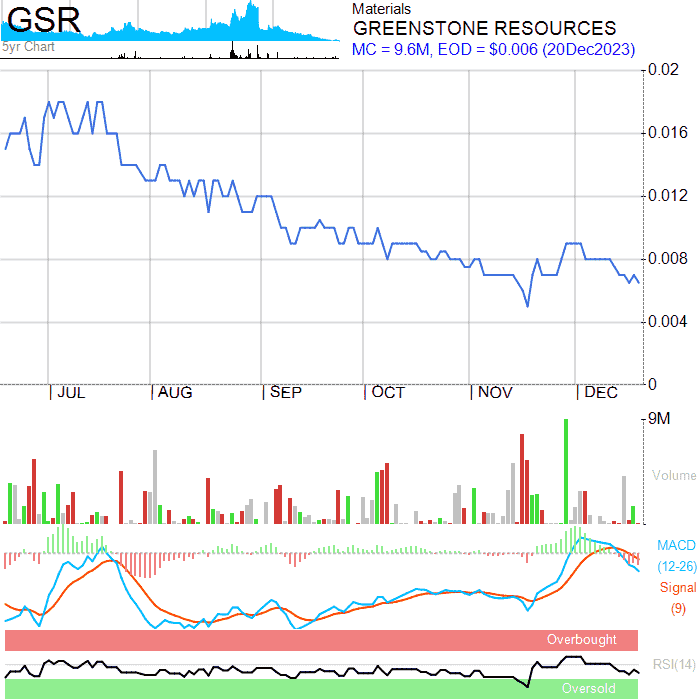 GSR
5yr Chart
Materials
GREENSTONE RESOURCES
MC = 9.6M, EOD = $0.006 (20Dec2023)
0.02
0.016
0.012
0.008
0.004
0
JUL AUG SEP OCT NOV DEC
9M
Volume
MACD
(12-26)
Signal
(9)
Overbought
RSI(14)
Oversold